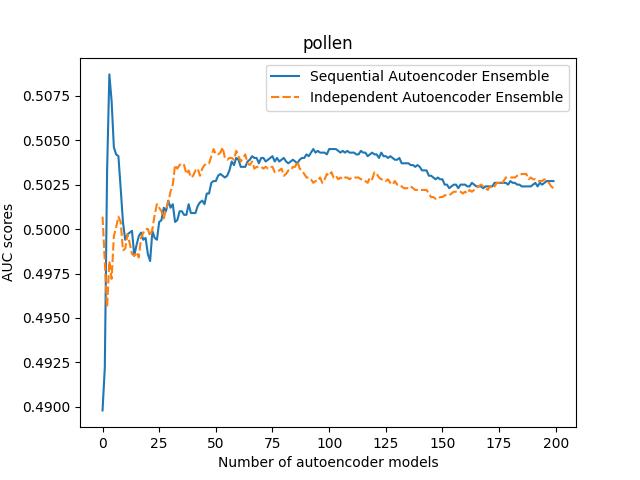 pollen
Sequential Autoencoder Ensemble
Independent Autoencoder Ensemble
AUC scores
0.5075
0.5050
0.5025
0.5000
0.4975
0.4950
0.4925
0.4900
0 25 50 75 100 125 150 175 200
Number of autoencoder models